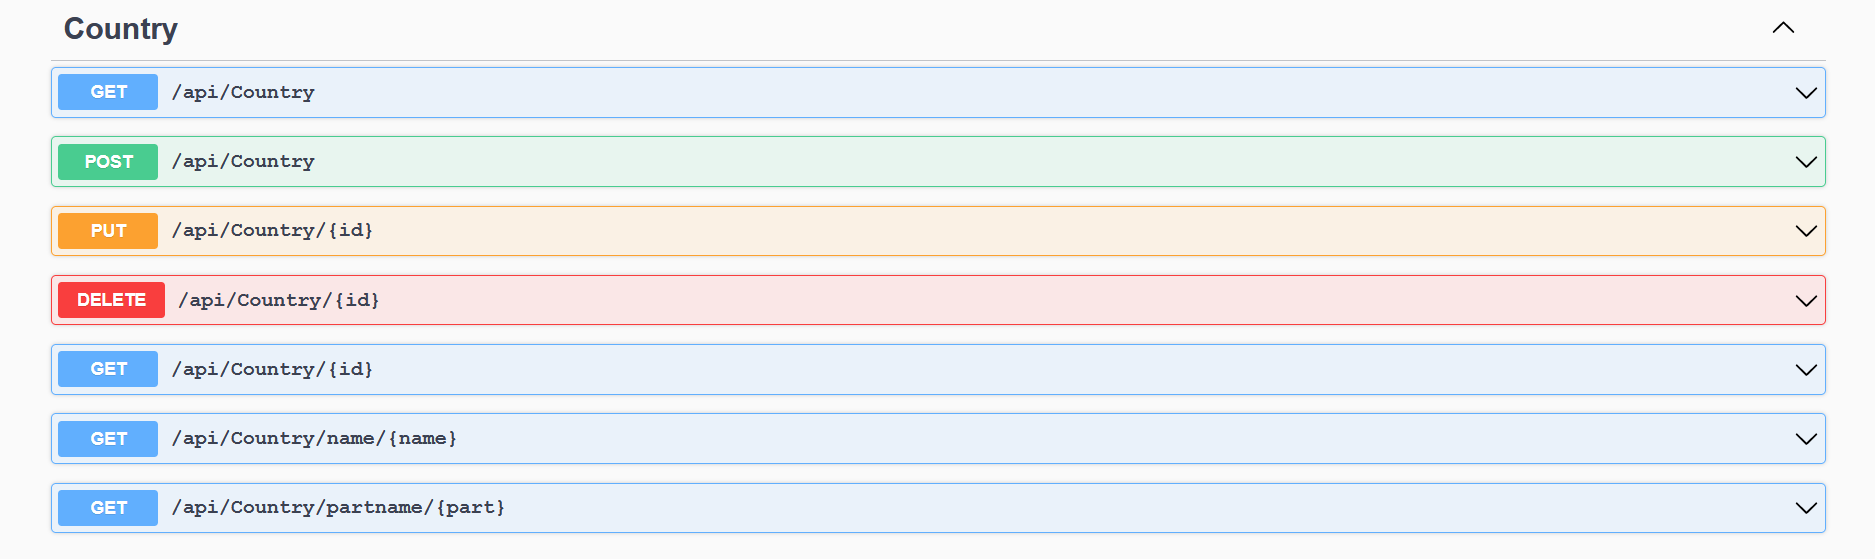 Country
GET /api/Country
POST /api/Country
PUT /api/Country/{id}
DELETE /api/Country/{id}
GET /api/Country/{id}
GET /api/Country/name/{name}
GET /api/Country/partname/{part}